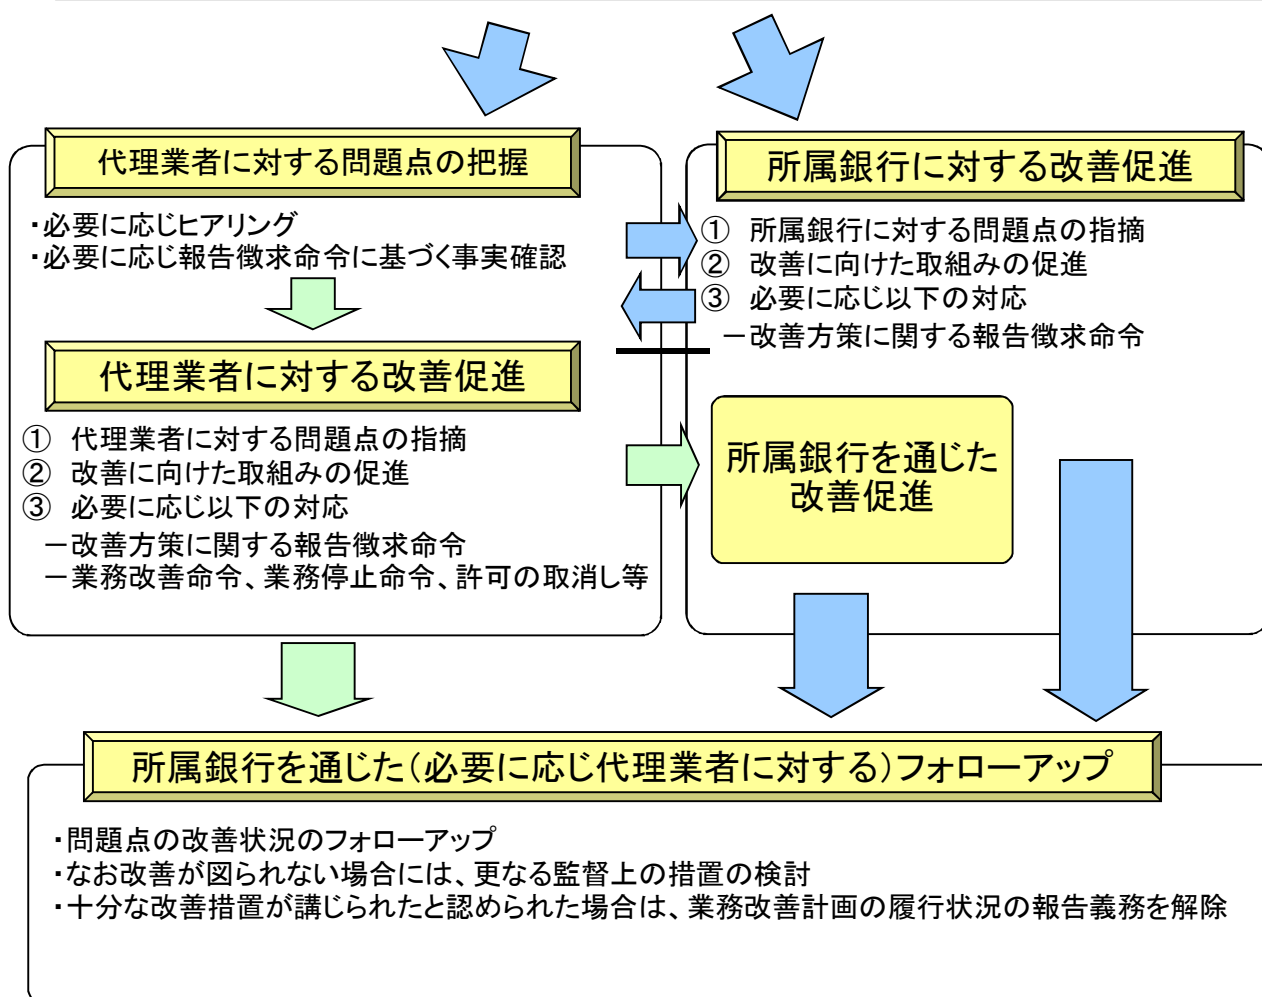 代理業者に対する問題点の把握
・必要に応じヒアリング
・必要に応じ報告徴求命令に基づく事実確認
代理業者に対する改善促進
① 代理業者に対する問題点の指摘
② 改善に向けた取組みの促進
③ 必要に応じ以下の対応
－改善方策に関する報告徴求命令
－業務改善命令、業務停止命令、許可の取消し等
所属銀行に対する改善促進
① 所属銀行に対する問題点の指摘
② 改善に向けた取組みの促進
③ 必要に応じ以下の対応
－改善方策に関する報告徴求命令
所属銀行を通じた
改善促進
所属銀行を通じた（必要に応じ代理業者に対する）フォローアップ
・問題点の改善状況のフォローアップ
・なお改善が図られない場合には、更なる監督上の措置の検討
・十分な改善措置が講じられたと認められた場合は、業務改善計画の履行状況の報告義務を解除